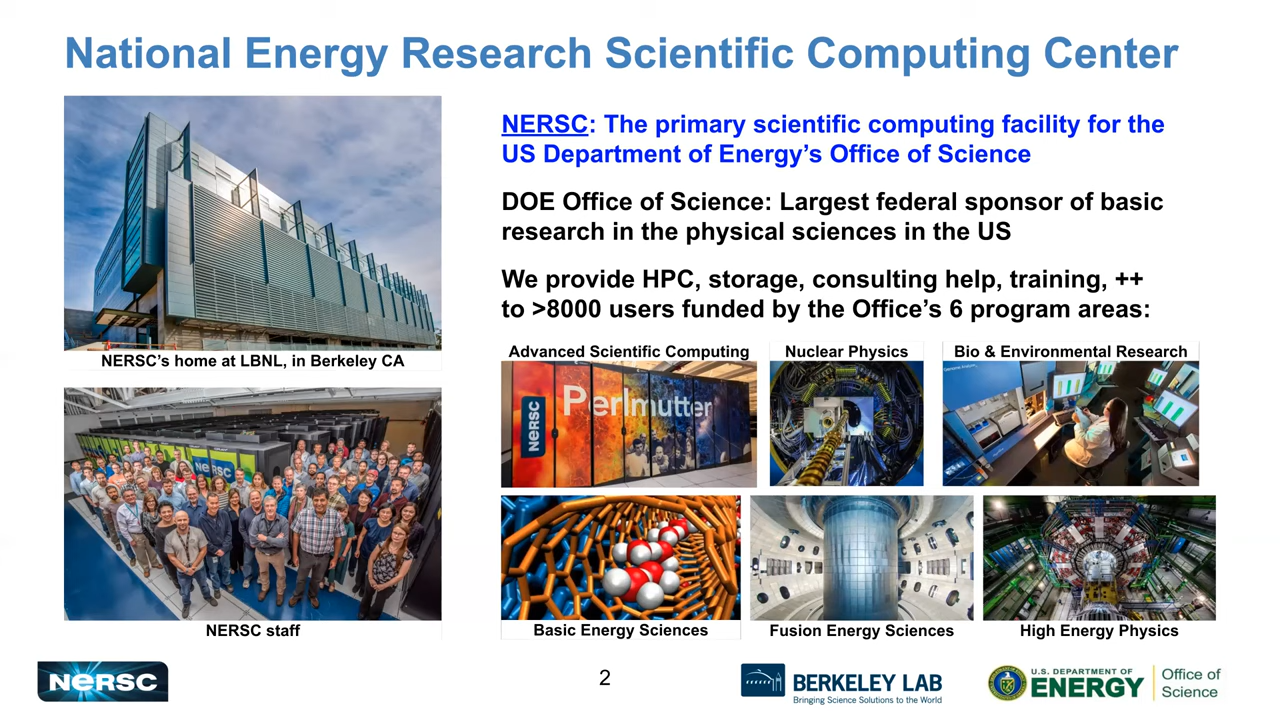 National Energy Research Scientific Computing Center
NERSC: The primary scientific computing facility for the
US Department of Energy's Office of Science
DOE Office of Science: Largest federal sponsor of basic
research in the physical sciences in the US
We provide HPC, storage, consulting help, training, ++
to >8000 users funded by the Office's 6 program areas:
NERSC's home at LBNL, in Berkeley CA
NERSC
NERSC staff
Advanced Scientific Computing
NERSC
Perlmutter
Nuclear Physics
Bio & Environmental Research
Basic Energy Sciences
Fusion Energy Sciences
High Energy Physics
NERSC
2
BERKELEY LAB
Bringing Science Solutions to the World
U.S. DEPARTMENT OF
ENERGY
Office of
Science